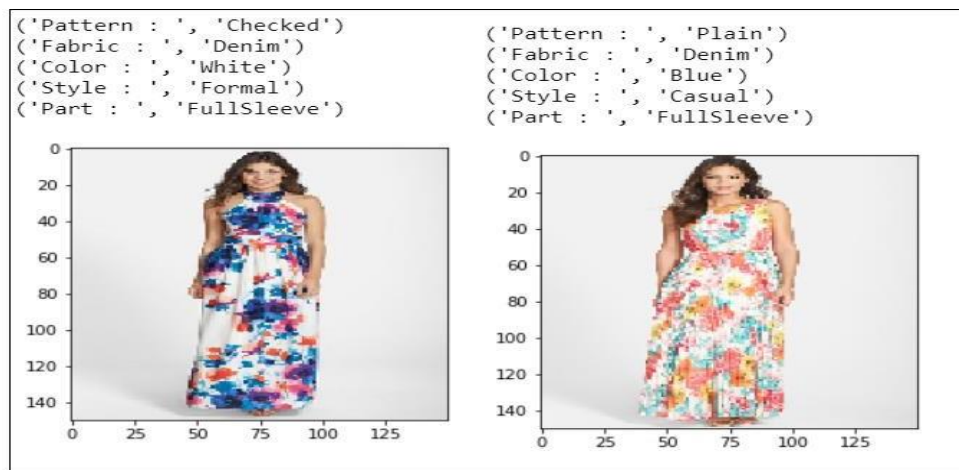 ('Pattern : ', 'Checked')
('Fabric : ', 'Denim')
('Color : ', 'White')
('Style : ', 'Formal')
('Part : ', 'FullSleeve')
0
20
40
60
80
100
120
140
0 25 50 75 100 125
('Pattern : ', 'Plain')
('Fabric : ', 'Denim')
('Color : ', 'Blue')
('Style : ', 'Casual')
('Part : ', 'FullSleeve')
0
20
40
60
80
100
120
140
0 25 50 75 100 125